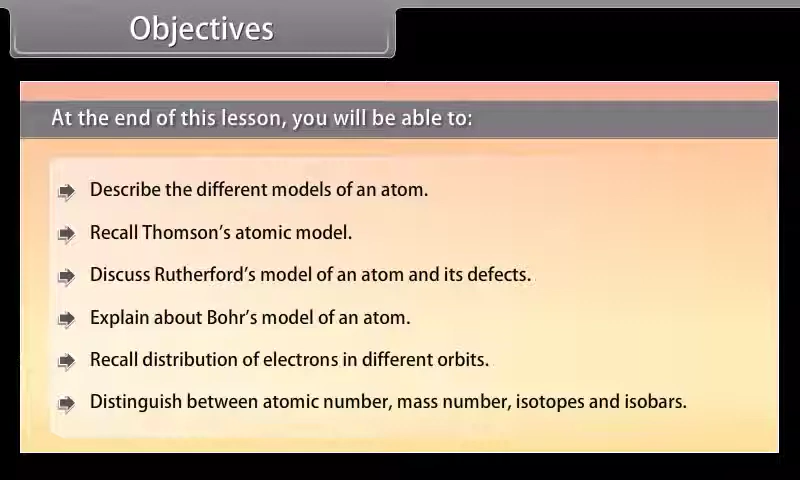 Objectives
At the end of this lesson, you will be able to:
Describe the different models of an atom.
Recall Thomson's atomic model.
Discuss Rutherford's model of an atom and its defects.
Explain about Bohr's model of an atom.
Recall distribution of electrons in different orbits.
Distinguish between atomic number, mass number, isotopes and isobars.